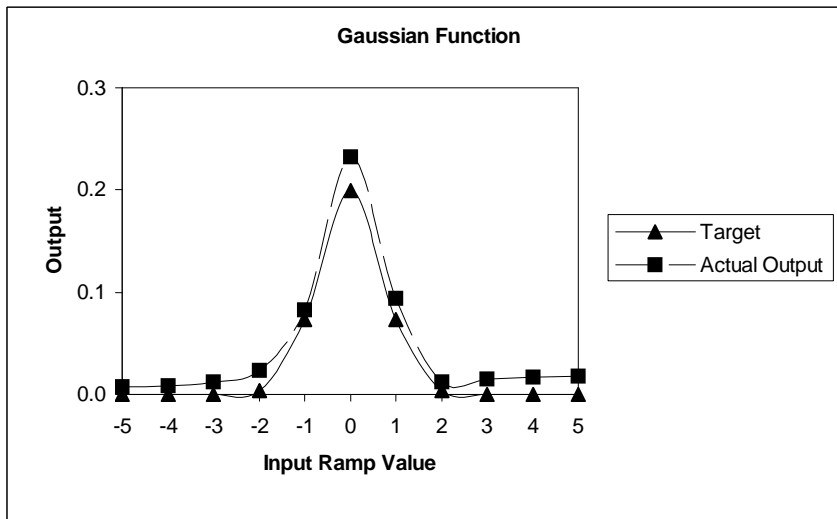 Gaussian Function
0.3
0.2
0.1
0.0
Output
-5 -4 -3 -2 -1 0 1 2 3 4 5
Input Ramp Value
Target
Actual Output